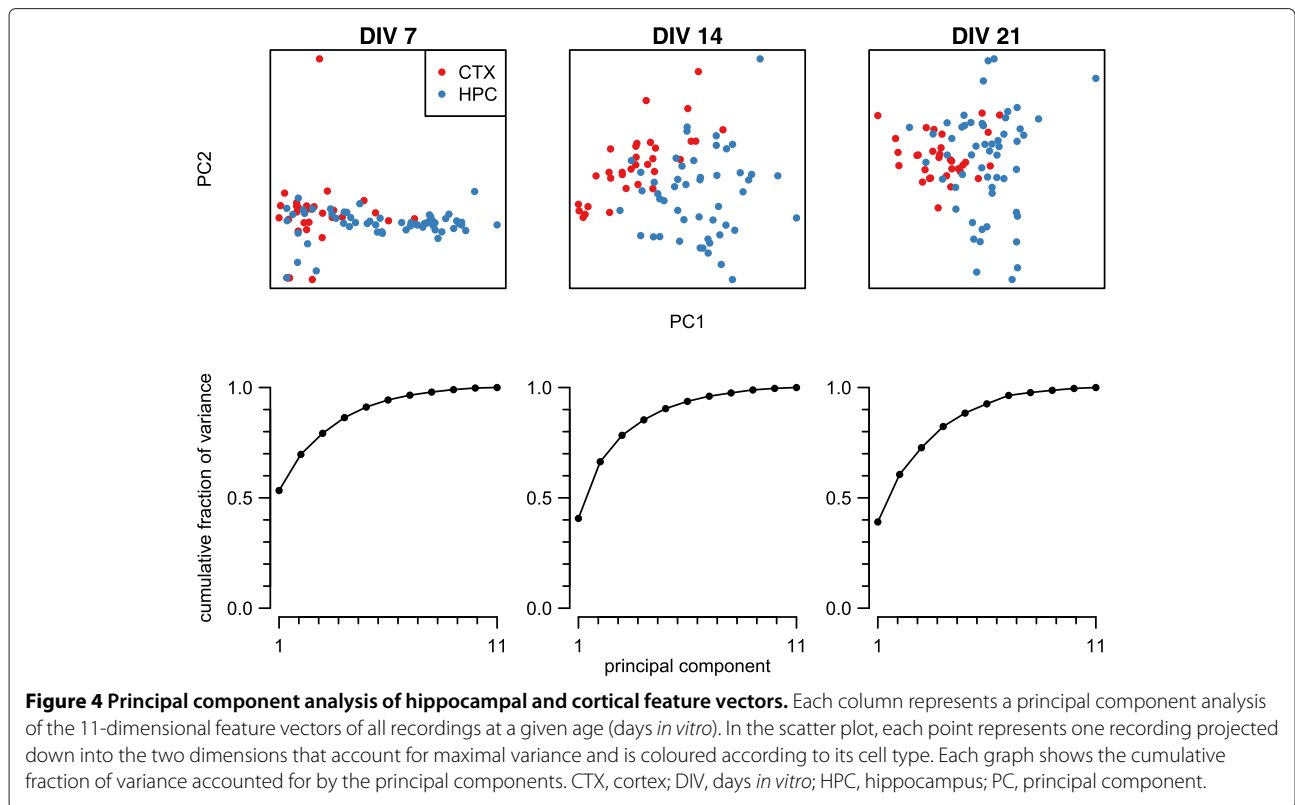 DIV 7
DIV 14
DIV 21
CTX
HPC
PC2
PC1
cumulative fraction of variance
1.0
0.5
0.0
1
11
1.0
0.5
0.0
1
11
1.0
0.5
0.0
1
11
principal component
Figure 4 Principal component analysis of hippocampal and cortical feature vectors. Each column represents a principal component analysis
of the 11-dimensional feature vectors of all recordings at a given age (days in vitro). In the scatter plot, each point represents one recording projected
down into the two dimensions that account for maximal variance and is coloured according to its cell type. Each graph shows the cumulative
fraction of variance accounted for by the principal components. CTX, cortex; DIV, days in vitro; HPC, hippocampus; PC, principal component.